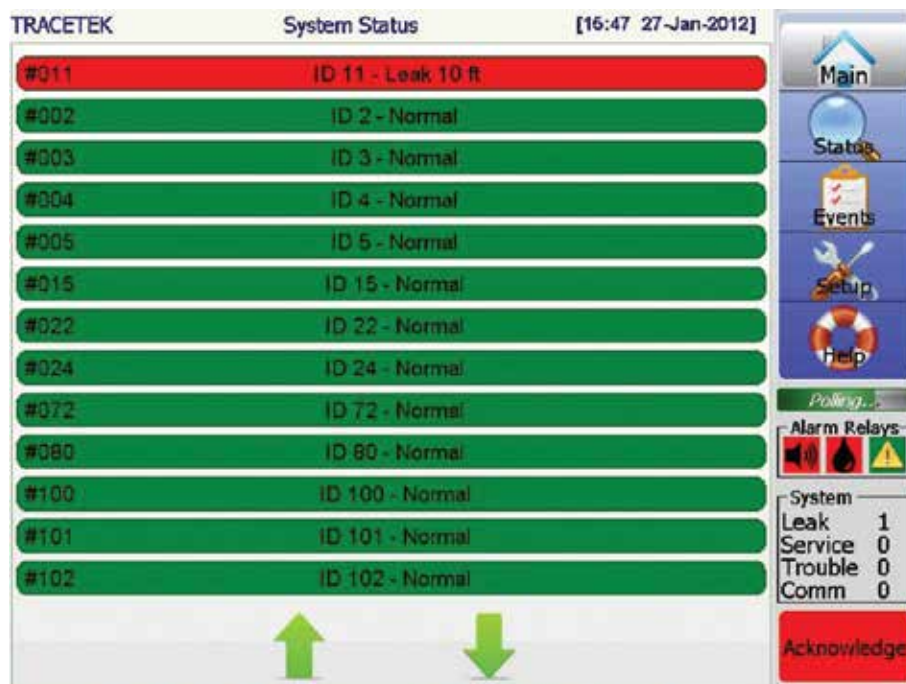 TRACETEK System Status [16:47 27-Jan-2012]
#011 ID 11 - Leak 10 ft
#002 ID 2 - Normal
#003 ID 3 - Normal
#004 ID 4 - Normal
#005 ID 5 - Normal
#015 ID 15 - Normal
#022 ID 22 - Normal
#024 ID 24 - Normal
#072 ID 72 - Normal
#080 ID 80 - Normal
#100 ID 100 - Normal
#101 ID 101 - Normal
#102 ID 102 - Normal
Main
Status
Events
Setup
Help
Polling...
Alarm Relays
System
Leak 1
Service 0
Trouble 0
Comm 0
Acknowledge